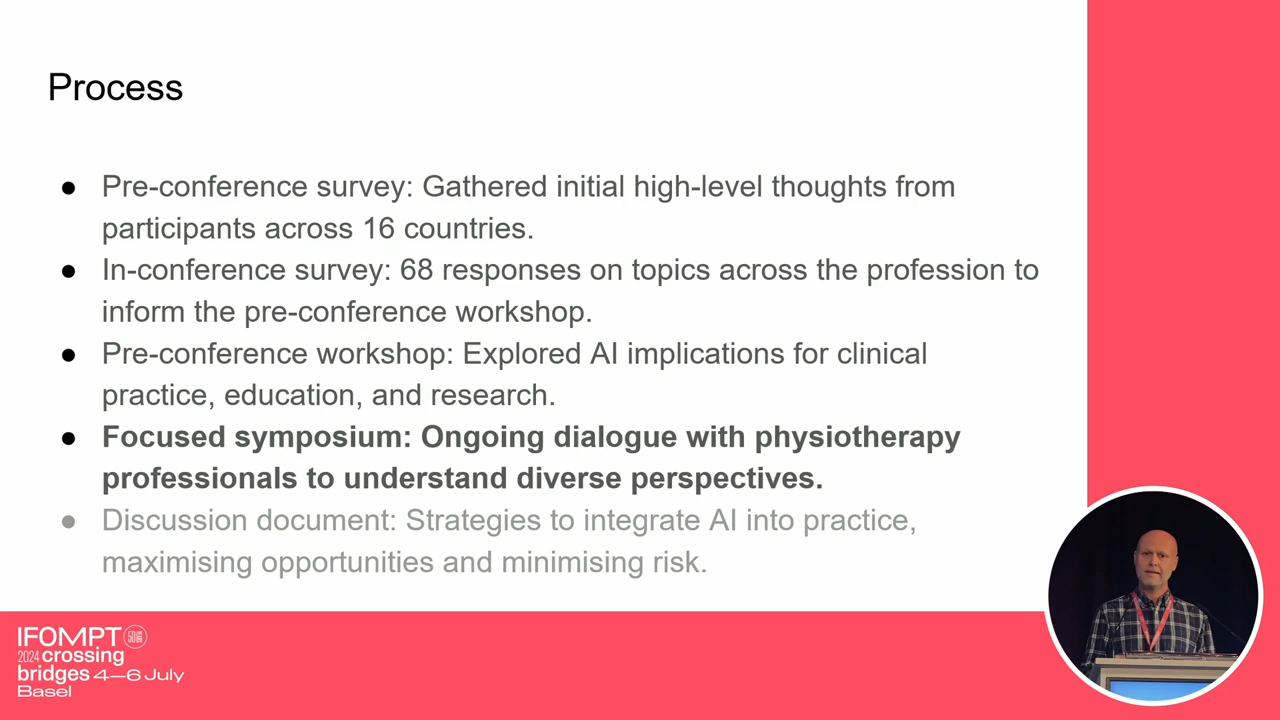 Process
● Pre-conference survey: Gathered initial high-level thoughts from
participants across 16 countries.
● In-conference survey: 68 responses on topics across the profession to
inform the pre-conference workshop.
● Pre-conference workshop: Explored AI implications for clinical
practice, education, and research.
● Focused symposium: Ongoing dialogue with physiotherapy
professionals to understand diverse perspectives.
● Discussion document: Strategies to integrate AI into practice,
maximising opportunities and minimising risk.
IFOMPT
2024 crossing
bridges 4—6 July
Basel